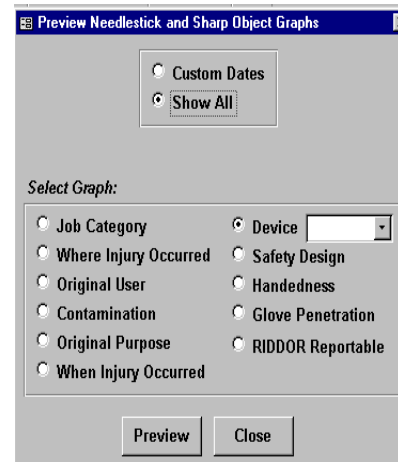 Preview Needlestick and Sharp Object Graphs
Custom Dates
Show All
Select Graph:
Job Category
Where Injury Occurred
Original User
Contamination
Original Purpose
When Injury Occurred
Device
Safety Design
Handedness
Glove Penetration
RIDDOR Reportable
Preview Close